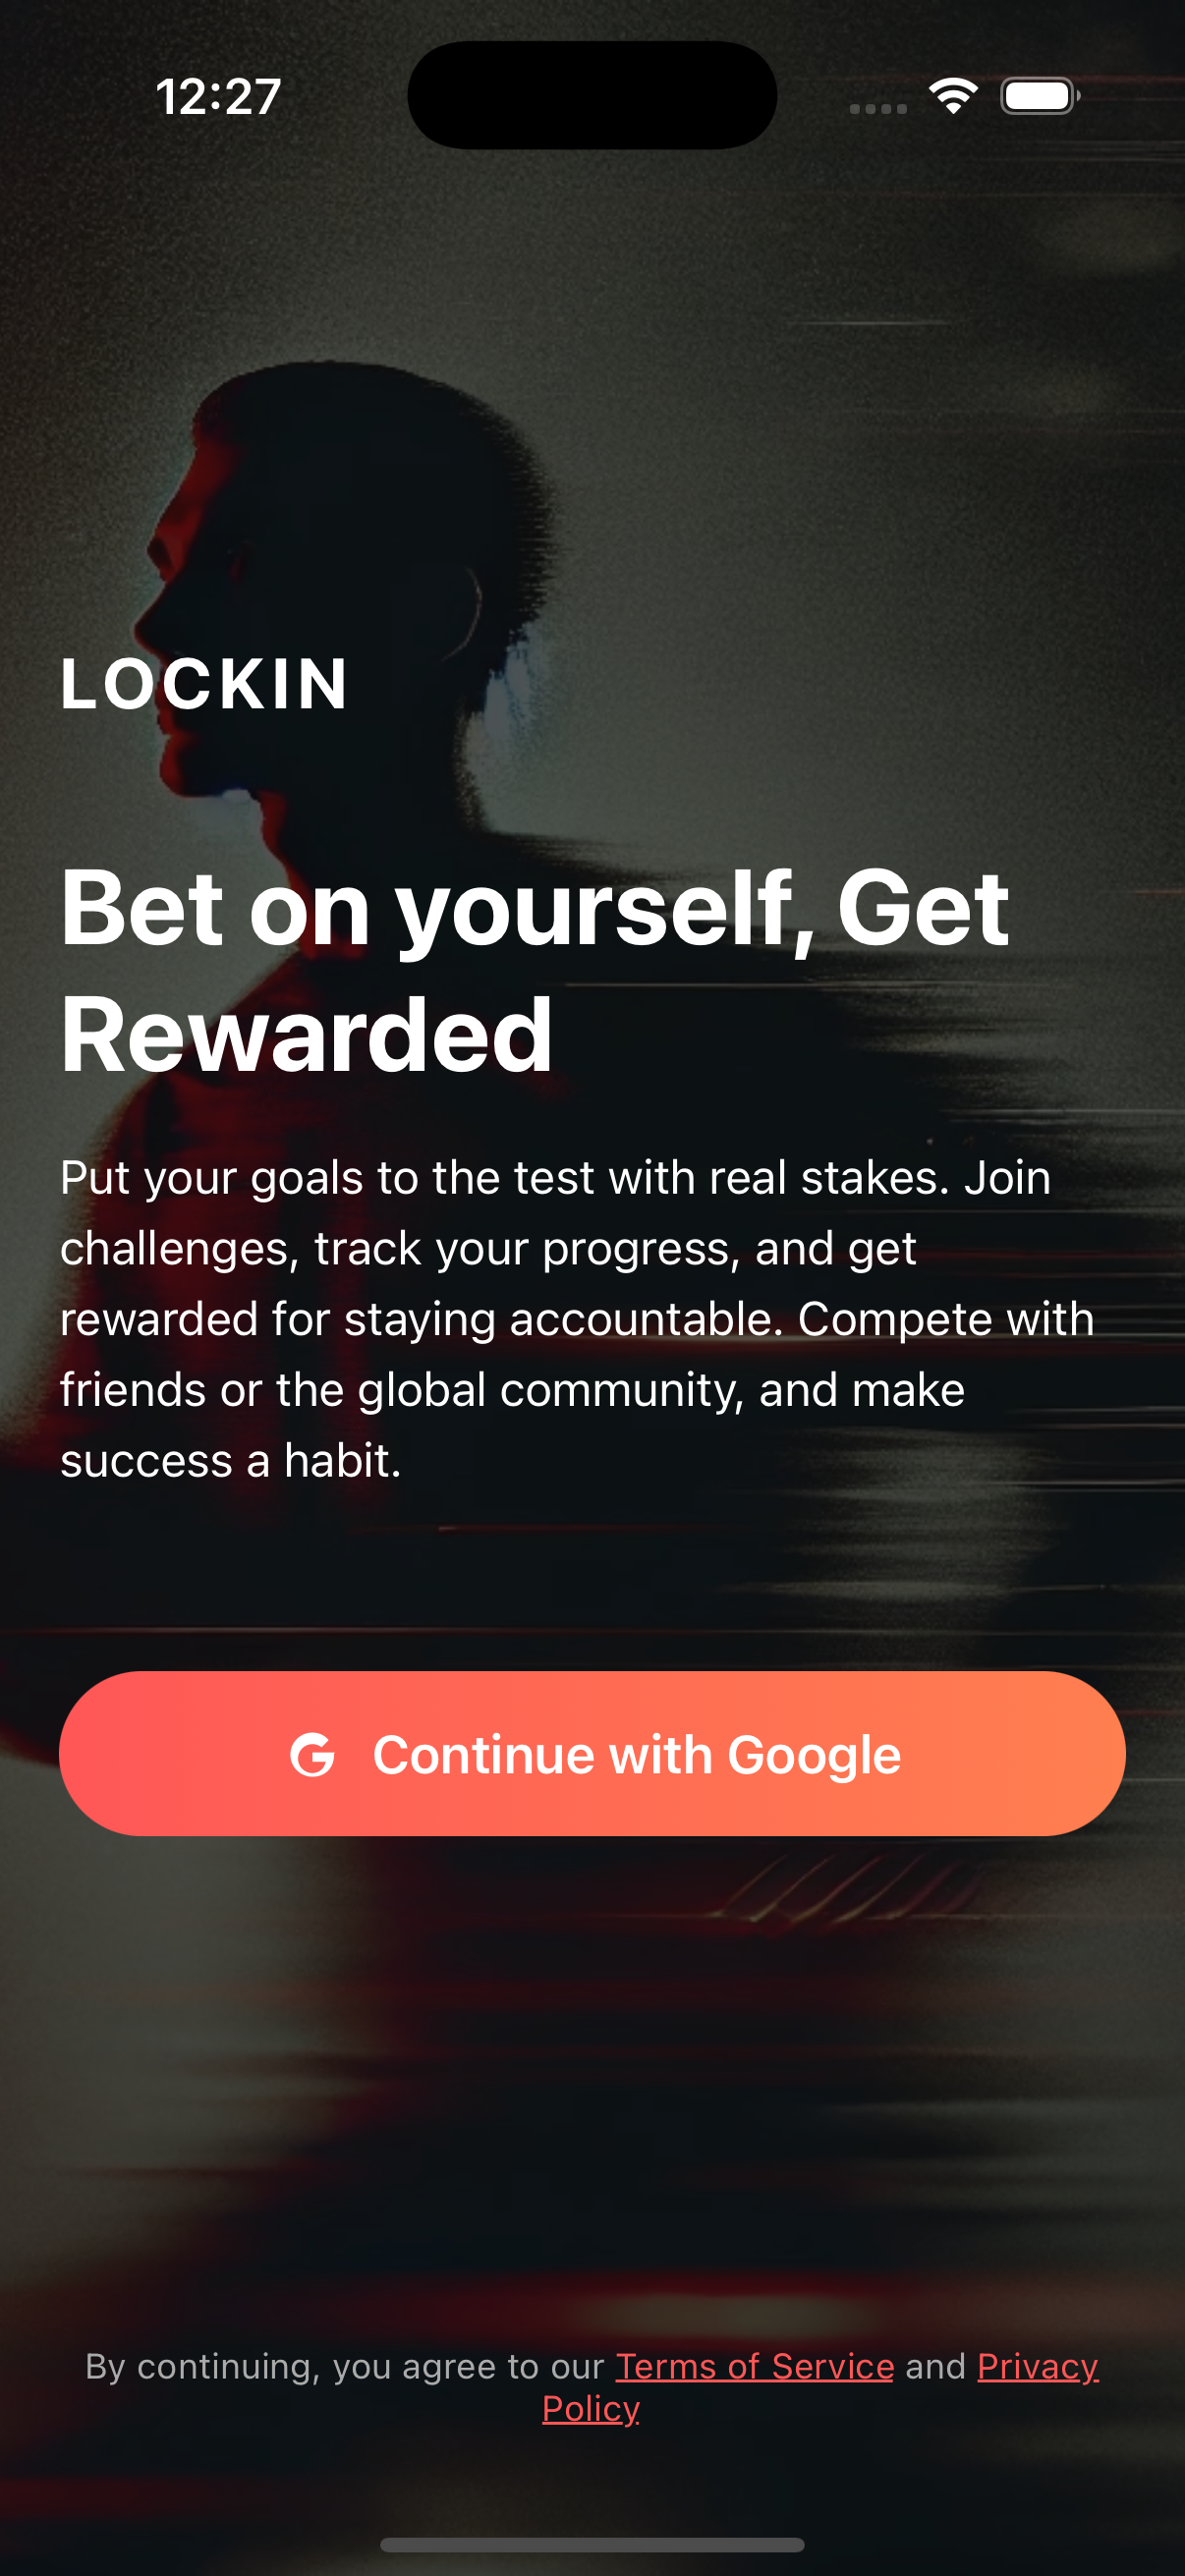 12:27
LOCKIN
Bet on yourself, Get
Rewarded
Put your goals to the test with real stakes. Join
challenges, track your progress, and get
rewarded for staying accountable. Compete with
friends or the global community, and make
success a habit.
Continue with Google
By continuing, you agree to our Terms of Service and Privacy
Policy